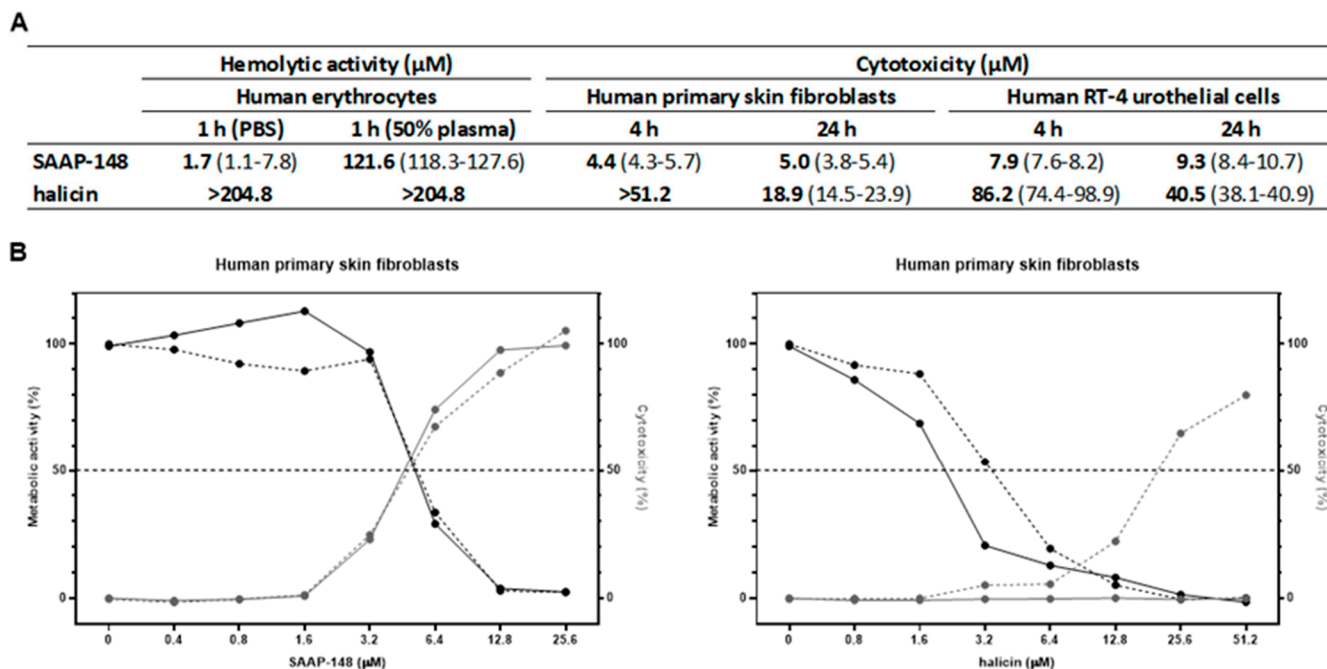 A
Hemolytic activity (µM) Cytotoxicity (µM)
Human erythrocytes Human primary skin fibroblasts Human RT-4 urothelial cells
1 h (PBS) 1 h (50% plasma) 4 h 24 h 4 h 24 h
SAAP-148 1.7 (1.1-7.8) 121.6 (118.3-127.6) 4.4 (4.3-5.7) 5.0 (3.8-5.4) 7.9 (7.6-8.2) 9.3 (8.4-10.7)
halicin >204.8 >204.8 >51.2 18.9 (14.5-23.9) 86.2 (74.4-98.9) 40.5 (38.1-40.9)
B
Human primary skin fibroblasts
Metabolic activity (%)
100
50
0
100
50
0
Cytotoxicity (%)
0 0.4 0.8 1.6 3.2 6.4 12.8 25.6
SAAP-148 (µM)
Human primary skin fibroblasts
Metabolic activity (%)
100
50
0
100
50
0
Cytotoxicity (%)
0 0.8 1.6 3.2 6.4 12.8 25.6 51.2
halicin (µM)